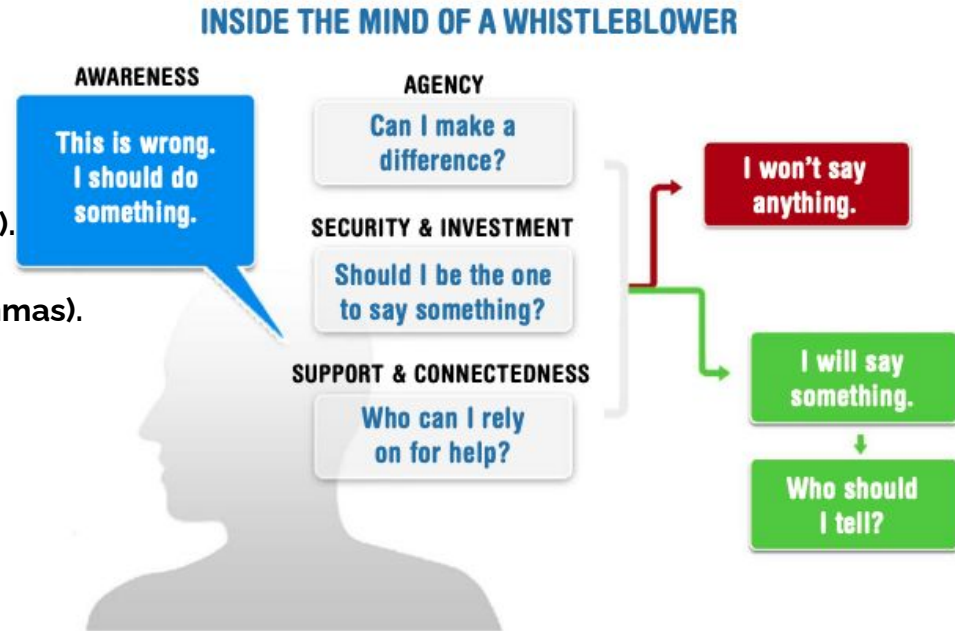 INSIDE THE MIND OF A WHISTLEBLOWER
AWARENESS
This is wrong.
I should do
something.
).
mas).
AGENCY
Can I make a
difference?
SECURITY & INVESTMENT
Should I be the one
to say something?
SUPPORT & CONNECTEDNESS
Who can I rely
on for help?
I won't say
anything.
I will say
something.
Who should
I tell?